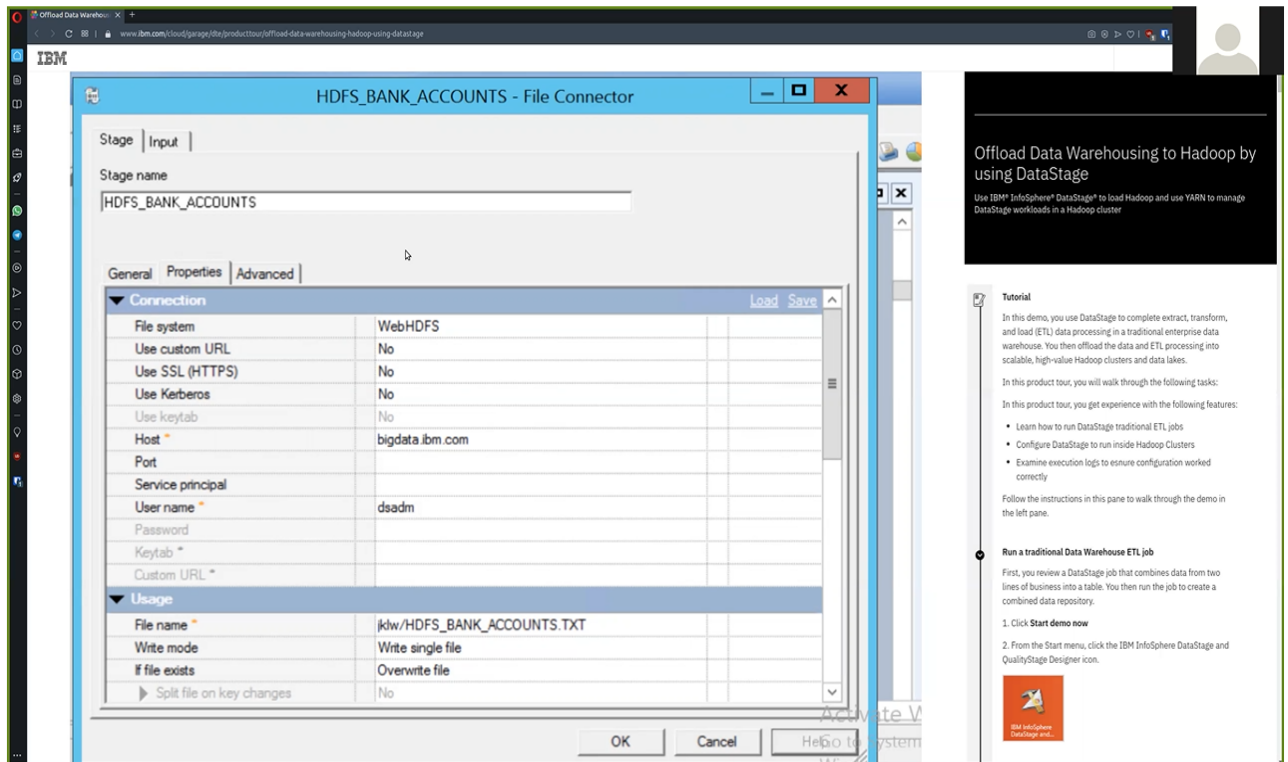 Offload Data Warehous
www.ibm.com/cloud/garage/dte/producttour/offload-data-warehousing-hadoop-using-datastage
IBM
HDFS_BANK_ACCOUNTS - File Connector
Stage
Input
Stage name
HDFS_BANK_ACCOUNTS
General
Properties
Advanced
Connection
Load
Save
File system
WebHDFS
Use custom URL
No
Use SSL (HTTPS)
No
Use Kerberos
No
Use keytab
No
Host *
bigdata.ibm.com
Port
Service principal
User name *
dsadm
Password
Keytab *
Custom URL *
Usage
File name *
jklw/HDFS_BANK_ACCOUNTS.TXT
Write mode
Write single file
If file exists
Overwrite file
Split file on key changes
No
OK
Cancel
Help
Activate W
Go to System
Offload Data Warehousing to Hadoop by
using DataStage
Use IBM® InfoSphere® DataStage® to load Hadoop and use YARN to manage
DataStage workloads in a Hadoop cluster
Tutorial
In this demo, you use DataStage to complete extract, transform,
and load (ETL) data processing in a traditional enterprise data
warehouse. You then offload the data and ETL processing into
scalable, high-value Hadoop clusters and data lakes.
In this product tour, you will walk through the following tasks:
In this product tour, you get experience with the following features:
• Learn how to run DataStage traditional ETL jobs
• Configure DataStage to run inside Hadoop Clusters
• Examine execution logs to esnure configuration worked
correctly
Follow the instructions in this pane to walk through the demo in
the left pane.
Run a traditional Data Warehouse ETL job
First, you review a DataStage job that combines data from two
lines of business into a table. You then run the job to create a
combined data repository.
1. Click Start demo now
2. From the Start menu, click the IBM InfoSphere DataStage and
QualityStage Designer icon.
IBM InfoSphere
DataStage and...